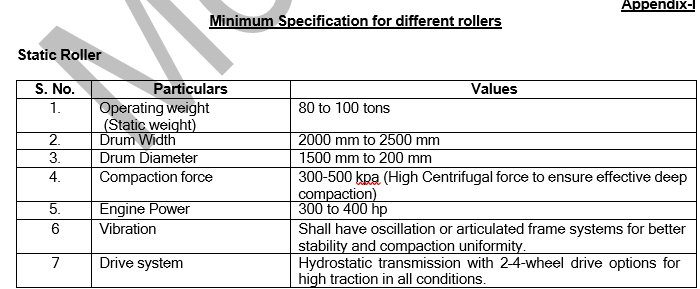 Appendix-I
Minimum Specification for different rollers
Static Roller
S. No. Particulars Values
1. Operating weight 80 to 100 tons
(Static weight)
2. Drum Width 2000 mm to 2500 mm
3. Drum Diameter 1500 mm to 200 mm
4. Compaction force 300-500 kpa (High Centrifugal force to ensure effective deep
compaction)
5. Engine Power 300 to 400 hp
6 Vibration Shall have oscillation or articulated frame systems for better
stability and compaction uniformity.
7 Drive system Hydrostatic transmission with 2-4-wheel drive options for
high traction in all conditions.